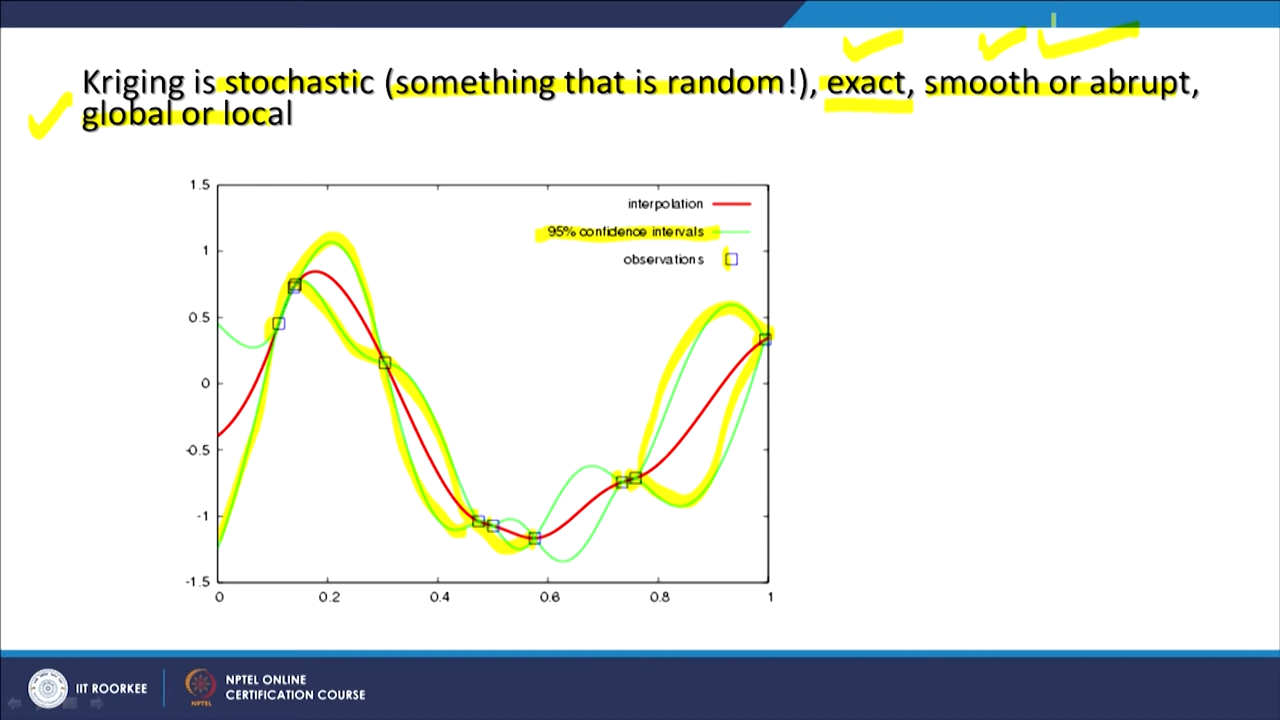 Kriging is stochastic (something that is random!), exact, smooth or abrupt,
global or local
1.5
1
0.5
0
-0.5
-1
-1.5
interpolation
95% confidence intervals
observations
0 0.2 0.4 0.6 0.8 1
IIT ROORKEE
NPTEL
NPTEL ONLINE
CERTIFICATION COURSE